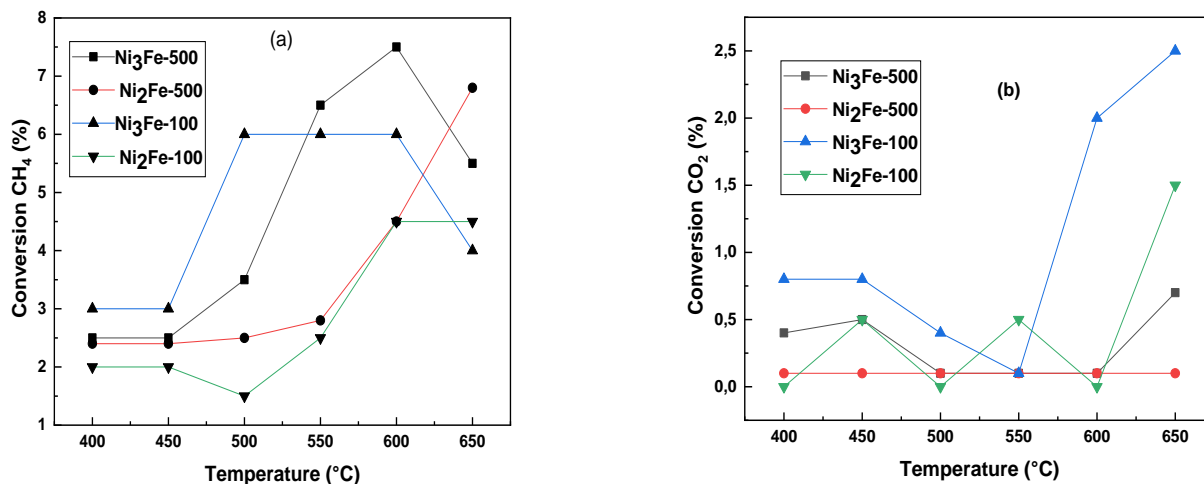 (a)
Ni3Fe-500
Ni2Fe-500
Ni3Fe-100
Ni2Fe-100
8
7
6
5
4
3
2
1
Conversion CH4 (%)
400 450 500 550 600 650
Temperature (°C)
(b)
Ni3Fe-500
Ni2Fe-500
Ni3Fe-100
Ni2Fe-100
2,5
2,0
1,5
1,0
0,5
0,0
Conversion CO2 (%)
400 450 500 550 600 650
Temperature (°C)